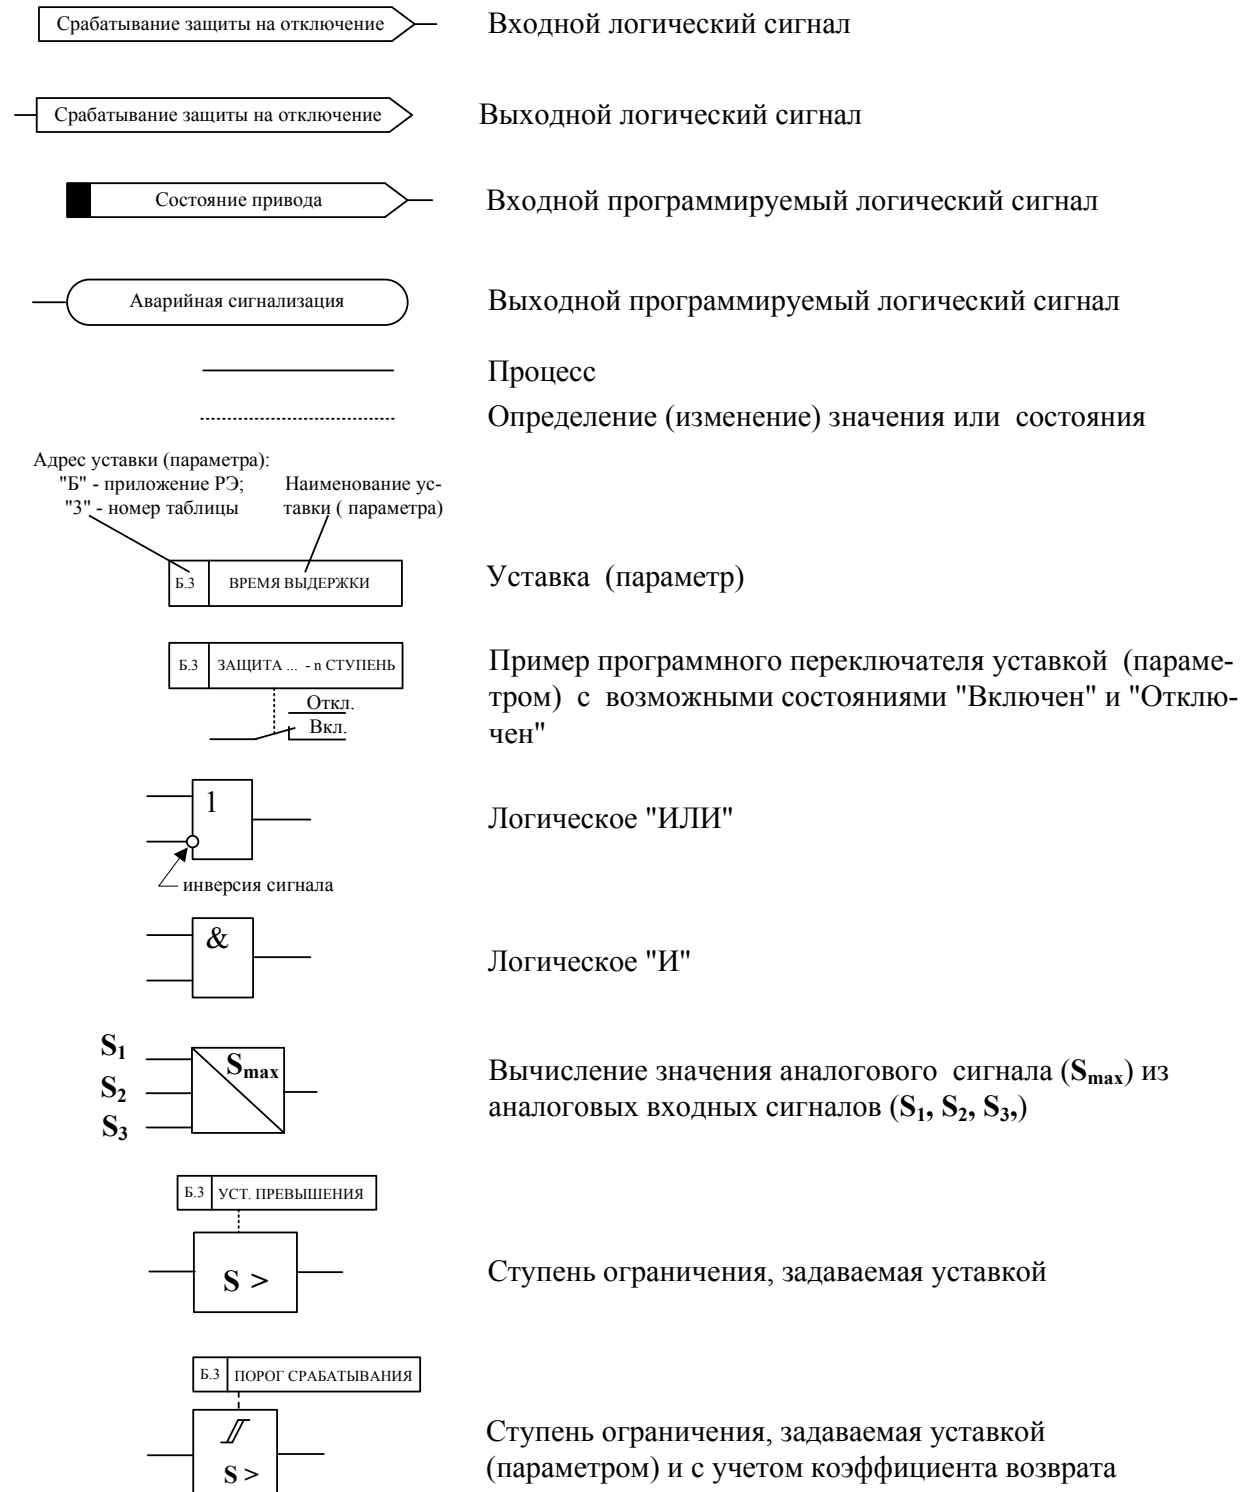 Срабатывание защиты на отключение
Входной логический сигнал
Срабатывание защиты на отключение
Выходной логический сигнал
Состояние привода
Входной программируемый логический сигнал
Аварийная сигнализация
Выходной программируемый логический сигнал
Процесс
Определение (изменение) значения или состояния
Адрес уставки (параметра):
"Б" - приложение РЭ;
"3" - номер таблицы
Наименование ус-
тавки ( параметра)
Б.3 ВРЕМЯ ВЫДЕРЖКИ
Уставка (параметр)
Б.3 ЗАЩИТА ... - n СТУПЕНЬ
Откл.
Вкл.
Пример программного переключателя уставкой (параме-
тром) с возможными состояниями "Включен" и "Отклю-
чен"
1
инверсия сигнала
Логическое "ИЛИ"
&
Логическое "И"
S1
S2
S3
Smax
Вычисление значения аналогового сигнала (Smax) из
аналоговых входных сигналов (S1, S2, S3,)
Б.3 УСТ. ПРЕВЫШЕНИЯ
S >
Ступень ограничения, задаваемая уставкой
Б.3 ПОРОГ СРАБАТЫВАНИЯ
S >
Ступень ограничения, задаваемая уставкой
(параметром) и с учетом коэффициента возврата